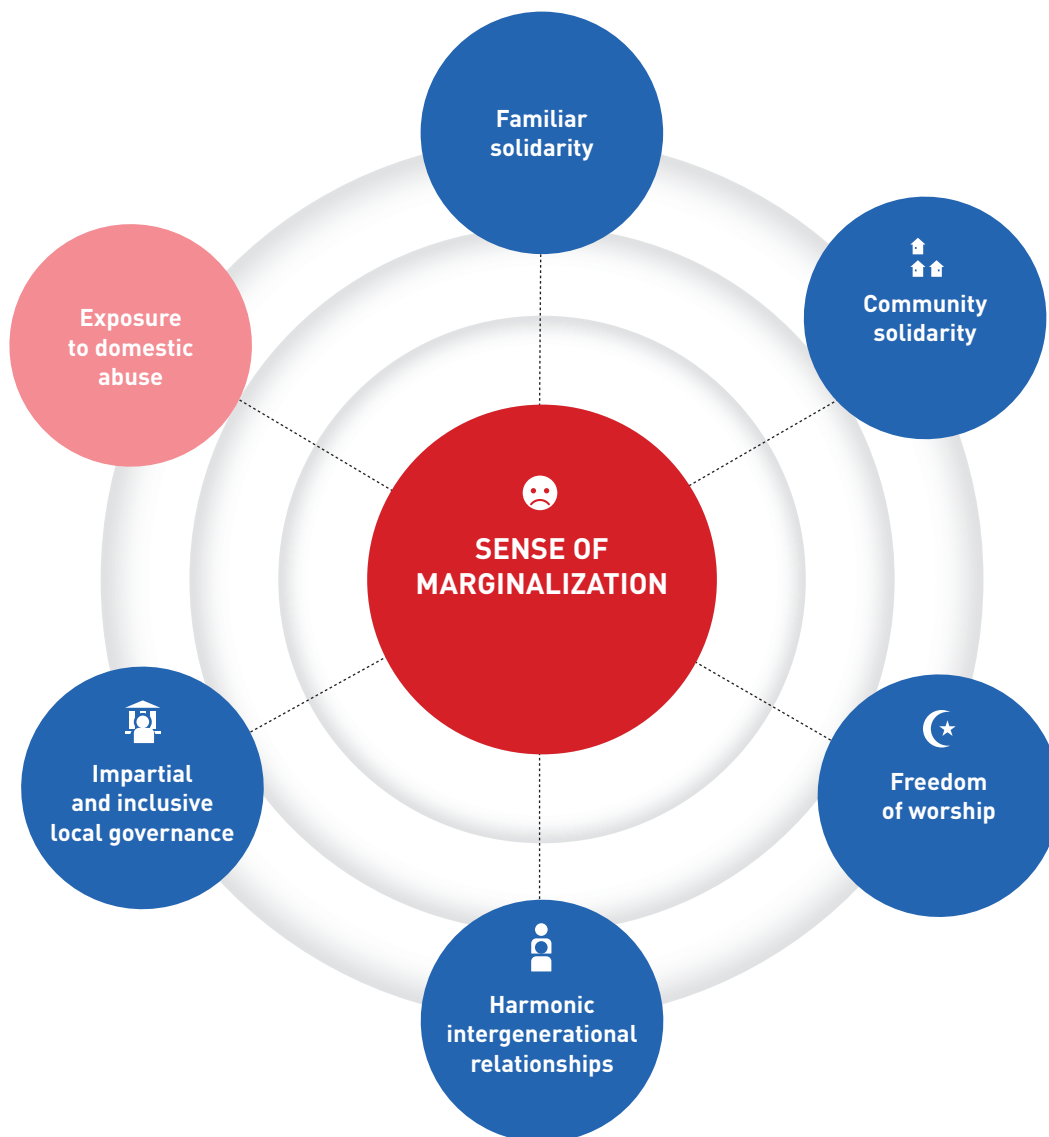 Familiar
solidarity
Community
solidarity
Exposure
to domestic
abuse
SENSE OF
MARGINALIZATION
Impartial
and inclusive
local governance
Freedom
of worship
Harmonic
intergenerational
relationships